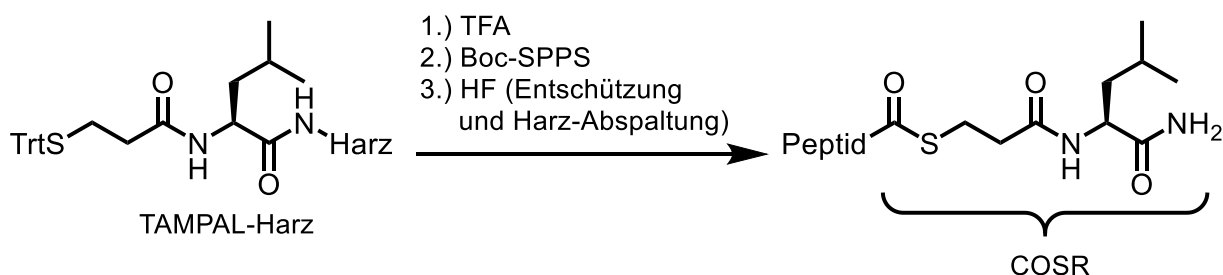 1.) TFA
2.) Boc-SPPS
3.) HF (Entschützung
und Harz-Abspaltung)
O
TrtS
N
H
O
H
N
Harz
TAMPAL-Harz
O
Peptid
S
O
N
H
O
NH2
COSR